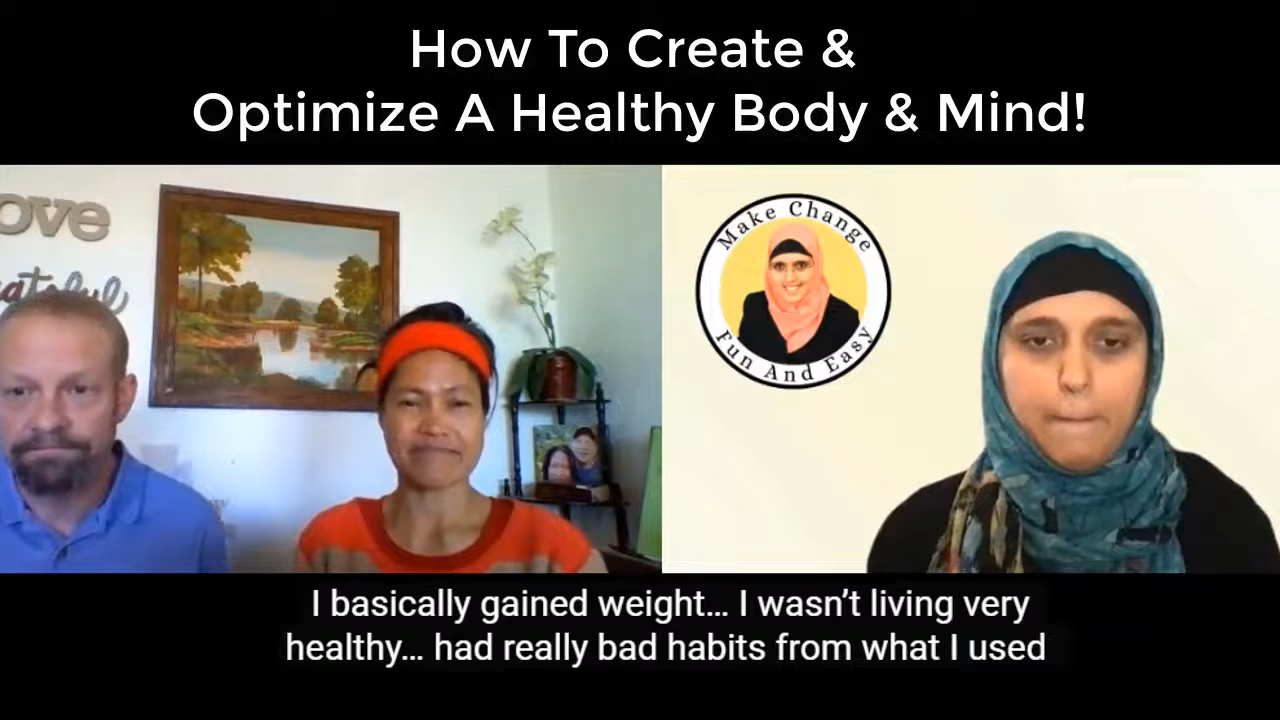 How To Create &
Optimize A Healthy Body & Mind!
ove
Make Change
Fun And Easy
I basically gained weight… I wasn’t living very
healthy… had really bad habits from what I used